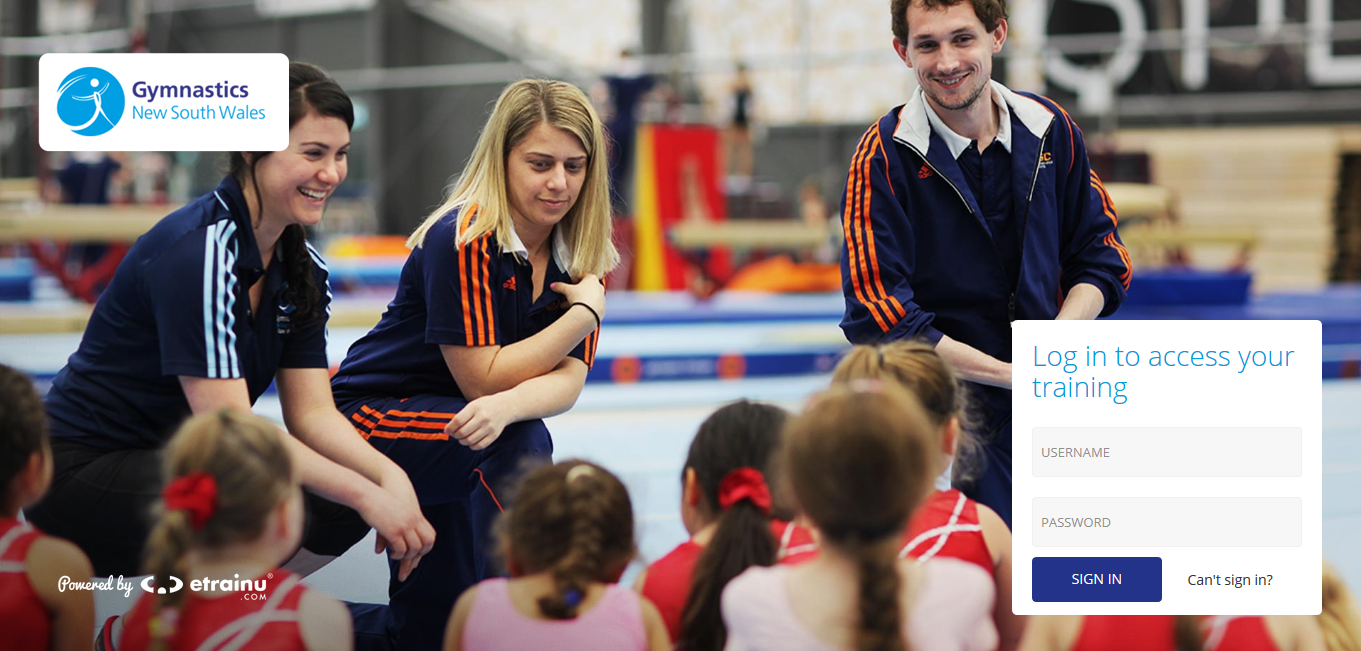 Gymnastics
New South Wales
Log in to access your
training
USERNAME
PASSWORD
SIGN IN
Can't sign in?
Powered by etrainu®
.COM